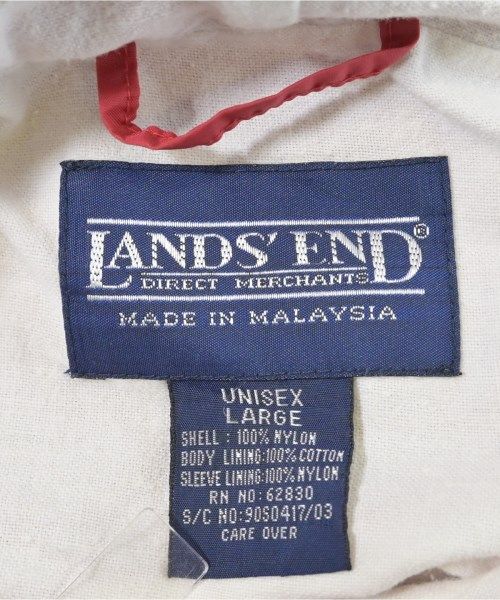 LANDS' END®
DIRECT MERCHANTS
MADE IN MALAYSIA
UNISEX
LARGE
SHELL: 100% NYLON
BODY LINING: 100% COTTON
SLEEVE LINING: 100% NYLON
RN NO: 62830
S/C NO: 90S0417/03
CARE OVER